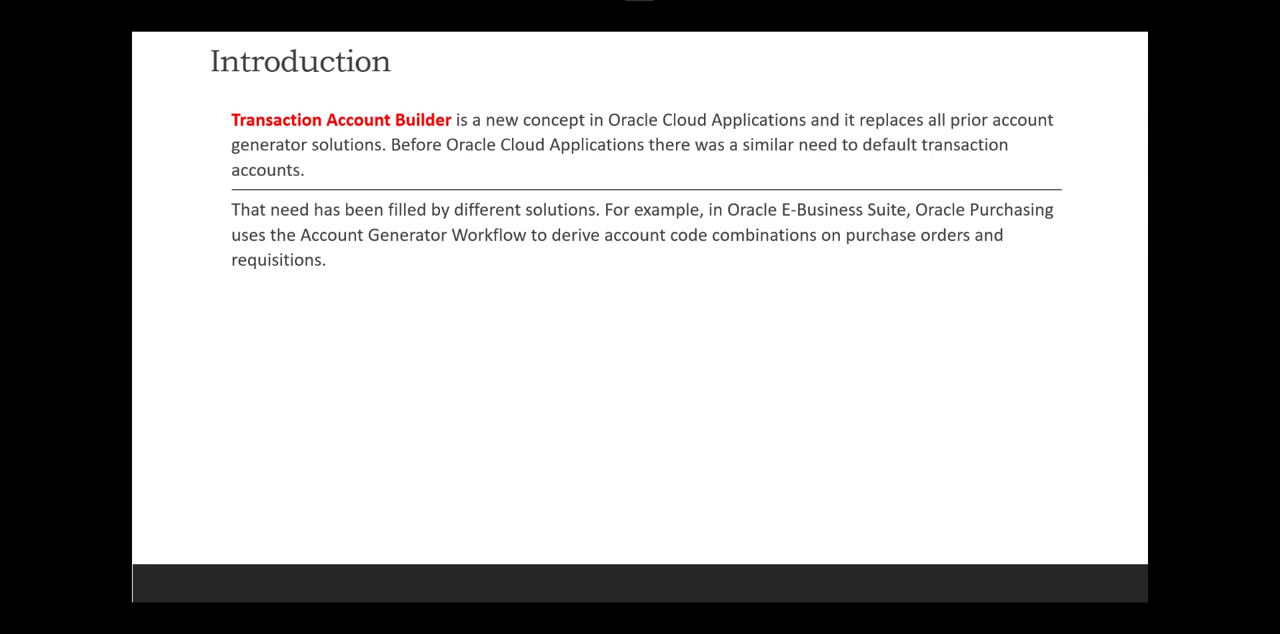 Introduction
Transaction Account Builder is a new concept in Oracle Cloud Applications and it replaces all prior account
generator solutions. Before Oracle Cloud Applications there was a similar need to default transaction
accounts.
That need has been filled by different solutions. For example, in Oracle E-Business Suite, Oracle Purchasing
uses the Account Generator Workflow to derive account code combinations on purchase orders and
requisitions.